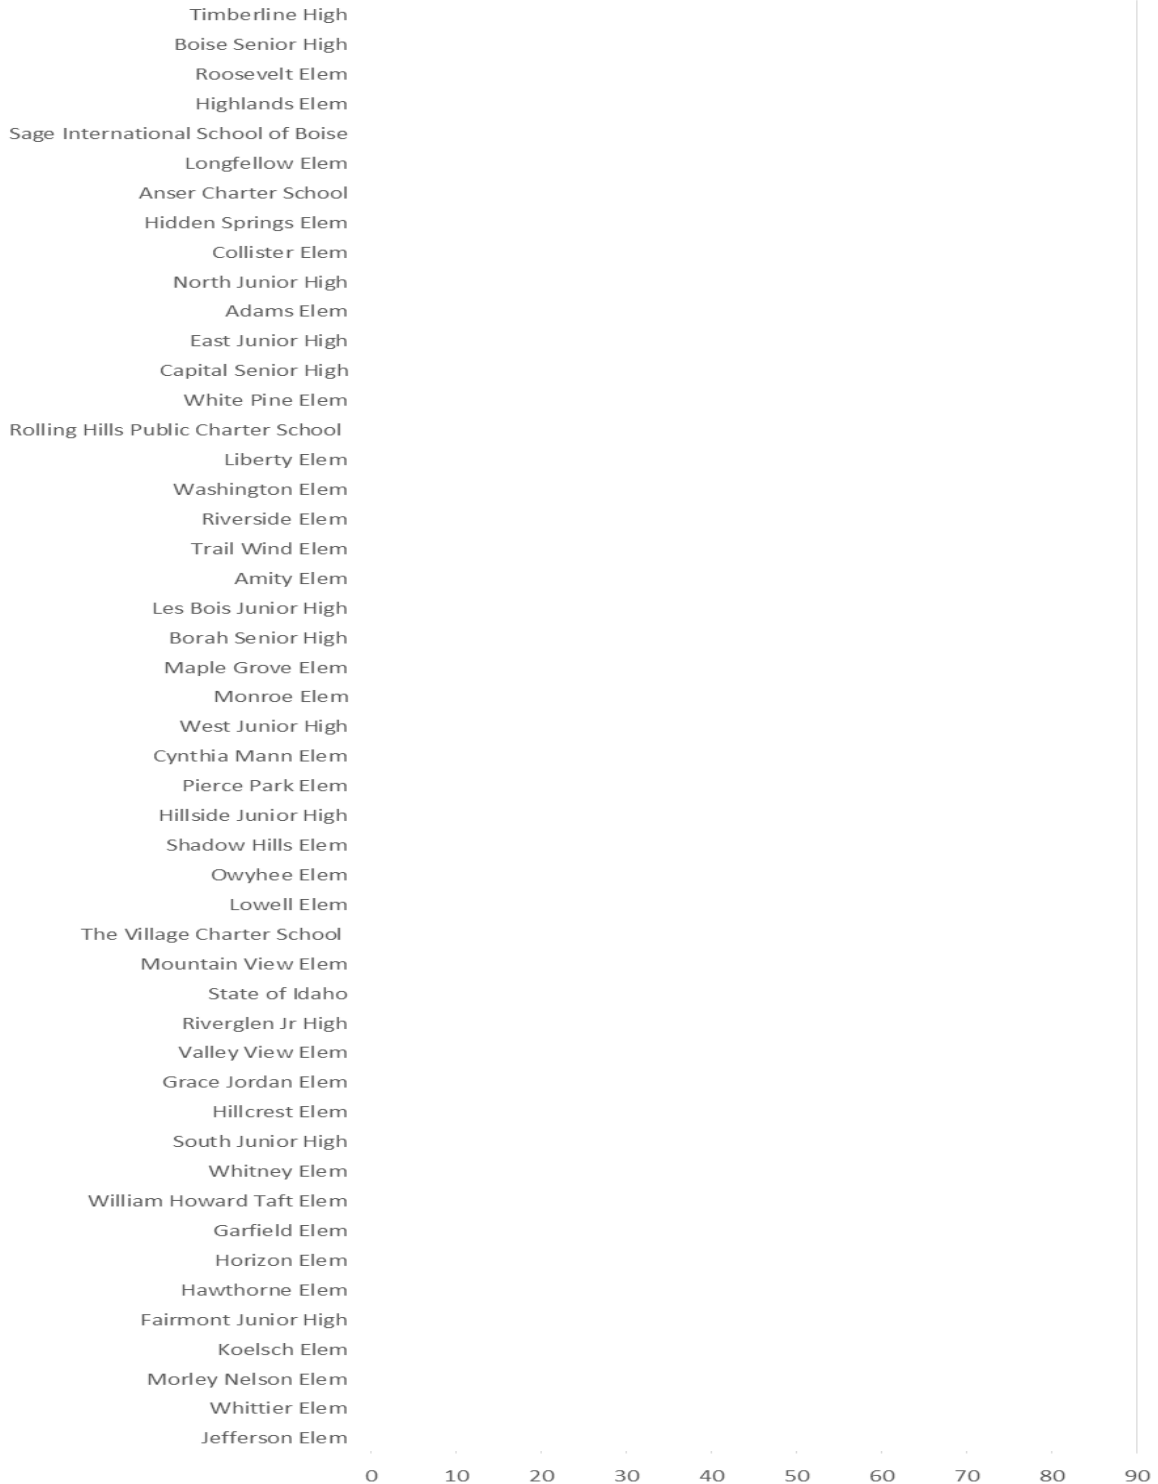 Timberline High
Boise Senior High
Roosevelt Elem
Highlands Elem
Sage International School of Boise
Longfellow Elem
Anser Charter School
Hidden Springs Elem
Collister Elem
North Junior High
Adams Elem
East Junior High
Capital Senior High
White Pine Elem
Rolling Hills Public Charter School
Liberty Elem
Washington Elem
Riverside Elem
Trail Wind Elem
Amity Elem
Les Bois Junior High
Borah Senior High
Maple Grove Elem
Monroe Elem
West Junior High
Cynthia Mann Elem
Pierce Park Elem
Hillside Junior High
Shadow Hills Elem
Owyhee Elem
Lowell Elem
The Village Charter School
Mountain View Elem
State of Idaho
Riverglen Jr High
Valley View Elem
Grace Jordan Elem
Hillcrest Elem
South Junior High
Whitney Elem
William Howard Taft Elem
Garfield Elem
Horizon Elem
Hawthorne Elem
Fairmont Junior High
Koelsch Elem
Morley Nelson Elem
Whittier Elem
Jefferson Elem
0 10 20 30 40 50 60 70 80 90